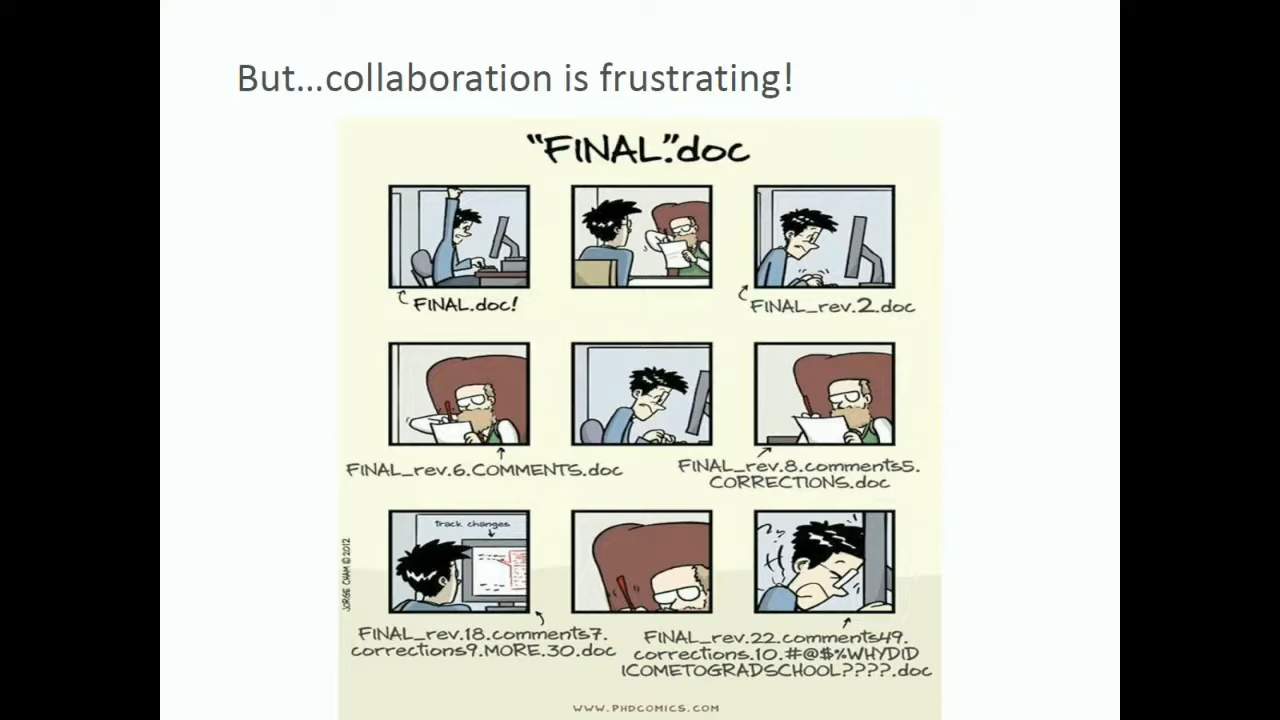 But...collaboration is frustrating!
"FINAL".doc
FINAL.doc!
FINAL_rev.2.doc
FINAL_rev.6.COMMENTS.doc
FINAL_rev.8.comments5.
CORRECTIONS.doc
Track changes
JORGE CHAM © 2012
FINAL_rev.18.comments7.
corrections9.MORE.30.doc
FINAL_rev.22.comments49.
corrections.10.#@$%WHYDID
ICOMETOGRADSCHOOL????.doc
WWW.PHDCOMICS.COM